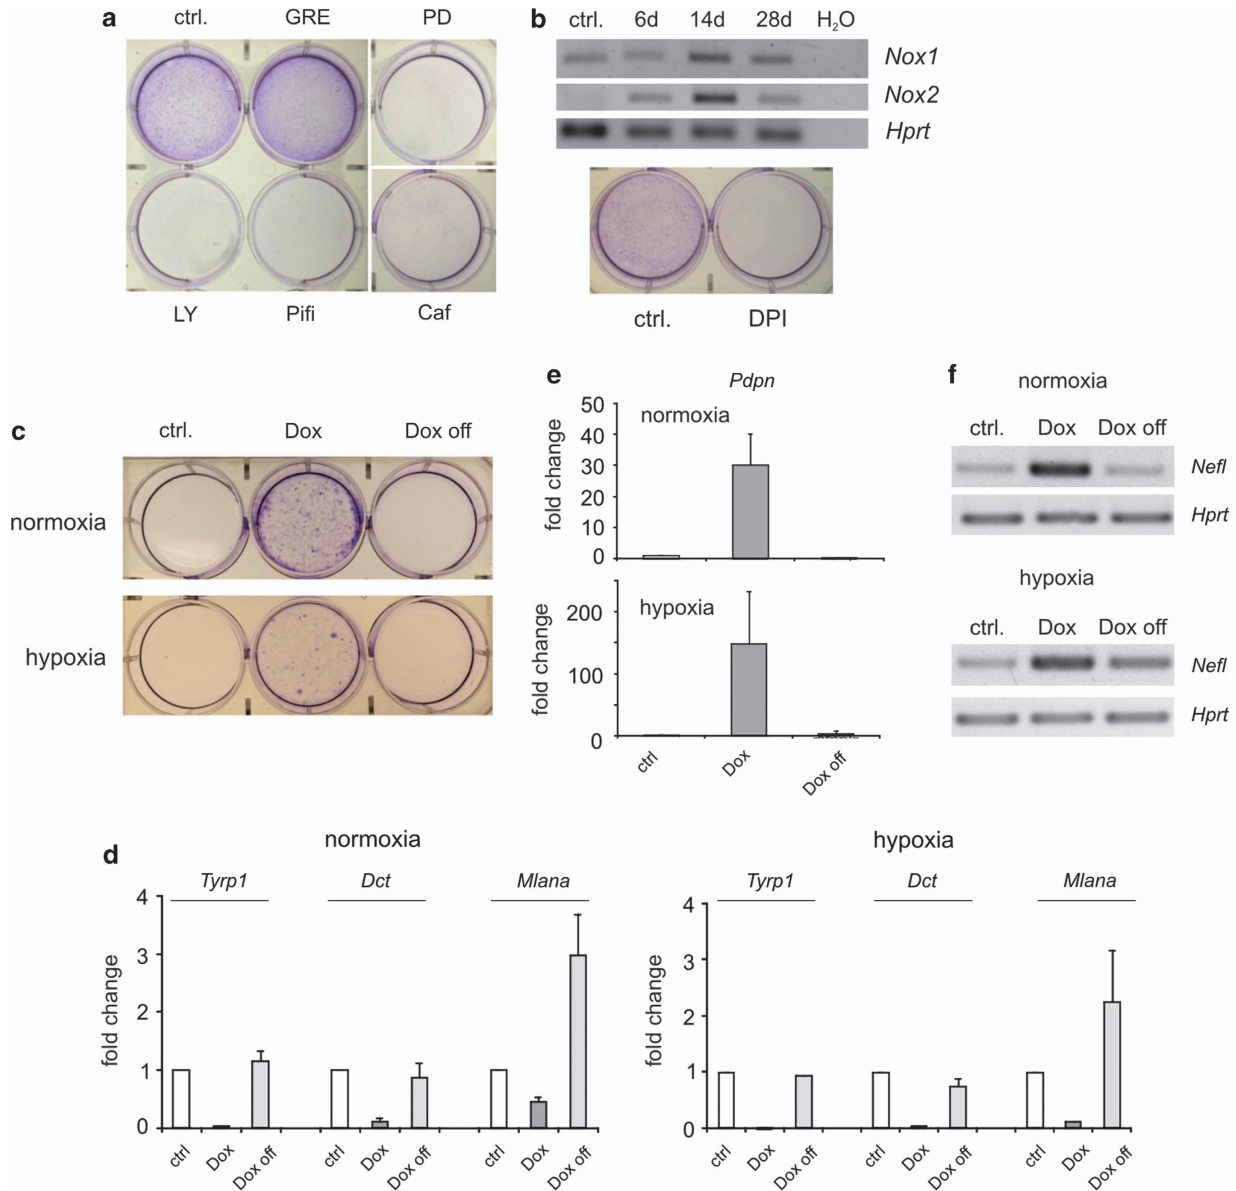 a
ctrl. GRE PD
LY Pifi Caf
b
ctrl. 6d 14d 28d H₂O
Nox1
Nox2
Hprt
ctrl. DPI
c
ctrl. Dox Dox off
normoxia
hypoxia
e
Pdpn
normoxia
fold change
50
40
30
20
10
0
hypoxia
fold change
200
100
0
ctrl Dox Dox off
f
normoxia
ctrl. Dox Dox off
Nefl
Hprt
hypoxia
ctrl. Dox Dox off
Nefl
Hprt
d
normoxia
Tyrp1 Dct Mlana
fold change
4
3
2
1
0
ctrl Dox Dox off ctrl Dox Dox off ctrl Dox Dox off
hypoxia
Tyrp1 Dct Mlana
fold change
4
3
2
1
0
ctrl Dox Dox off ctrl Dox Dox off ctrl Dox Dox off